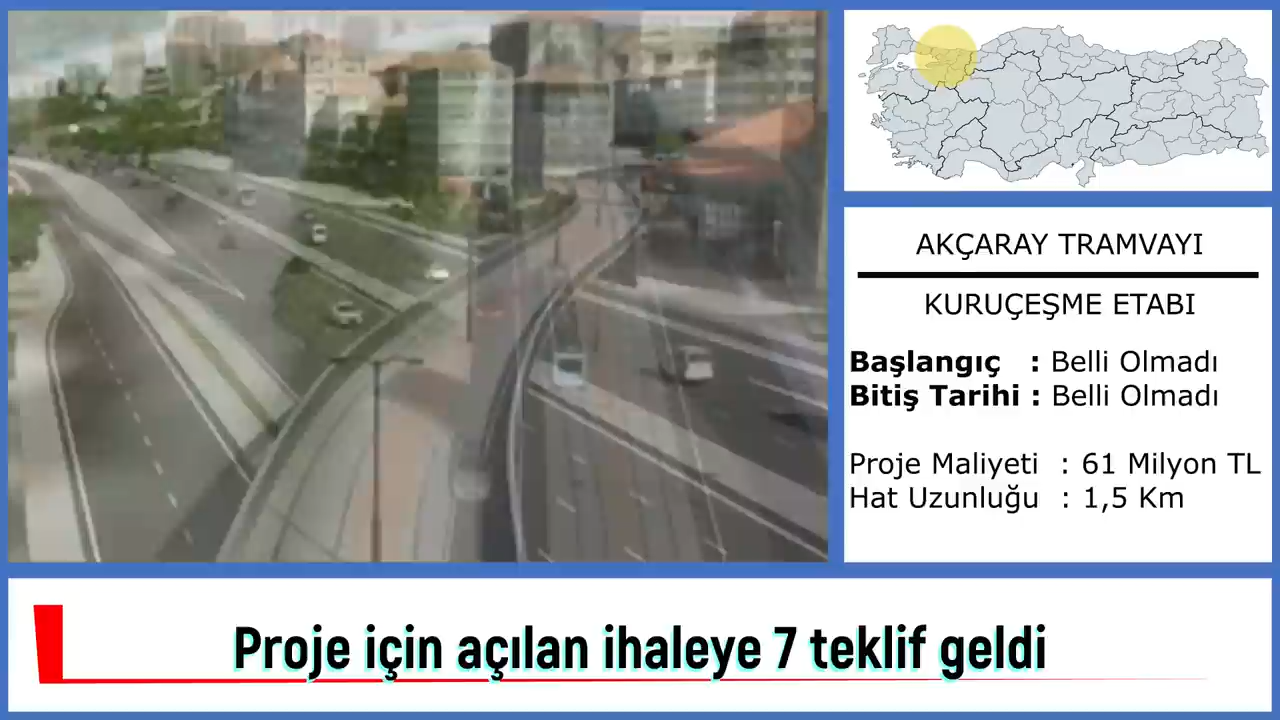 AKÇARAY TRAMVAYI
KURUÇEŞME ETABI
Başlangıç : Belli Olmadı
Bitiş Tarihi : Belli Olmadı
Proje Maliyeti : 61 Milyon TL
Hat Uzunluğu : 1,5 Km
Proje için açılan ihaleye 7 teklif geldi